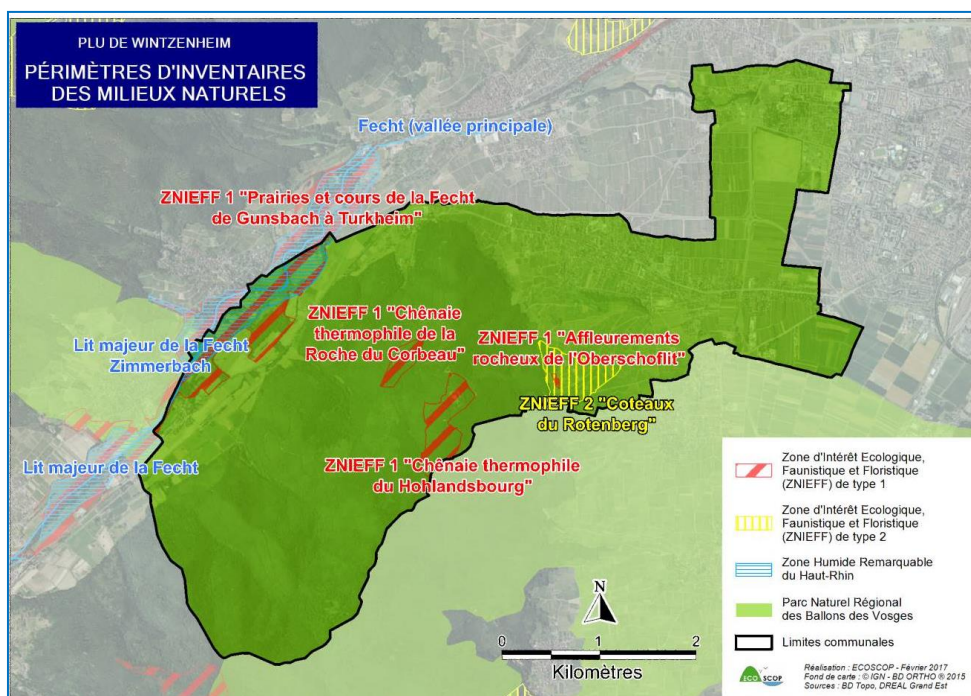 PLU DE WINTZENHEIM
PÉRIMÈTRES D'INVENTAIRES
DES MILIEUX NATURELS
Fecht (vallée principale)
ZNIEFF 1 "Prairies et cours de la Fecht
de Gunsbach à Turkheim"
ZNIEFF 1 "Chênaie
thermophile de la
Roche du Corbeau"
ZNIEFF 1 "Affleurements
rocheux de l'Oberschoflit"
Lit majeur de la Fecht
Zimmerbach
ZNIEFF 2 "Coteaux
du Rotenberg"
Lit majeur de la Fecht
ZNIEFF 1 "Chênaie thermophile
du Hohlandsbourg"
Zone d'Intérêt Ecologique,
Faunistique et Floristique
(ZNIEFF) de type 1
Zone d'Intérêt Ecologique,
Faunistique et Floristique
(ZNIEFF) de type 2
Zone Humide Remarquable
du Haut-Rhin
Parc Naturel Régional
des Ballons des Vosges
Limites communales
N
0 1 2
Kilomètres
ECO SCOP
Réalisation : ECOSCOP - Février 2017
Fond de carte : © IGN - BD ORTHO ® 2015
Sources : BD Topo, DREAL Grand Est